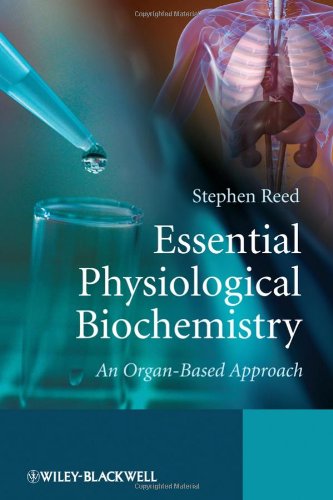 Stephen Reed
Essential
Physiological
Biochemistry
An Organ-Based Approach
WILEY-BLACKWELL